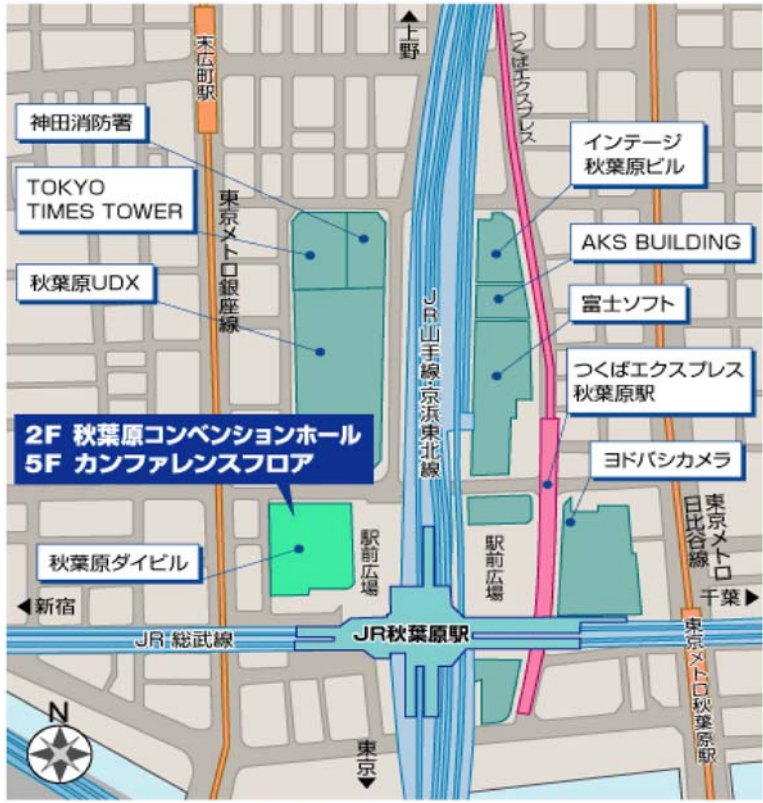 末広町駅
▲上野
つくばエクスプレス
神田消防署
TOKYO
TIMES TOWER
秋葉原UDX
東京メトロ銀座線
インテージ
秋葉原ビル
AKS BUILDING
富士ソフト
つくばエクスプレス
秋葉原駅
JR山手線・京浜東北線
2F 秋葉原コンベンションホール
5F カンファレンスフロア
ヨドバシカメラ
秋葉原ダイビル
駅前広場
駅前広場
東京メトロ
日比谷線
◀新宿
千葉▶
JR 総武線
JR秋葉原駅
東京メトロ秋葉原駅
N
東京▼